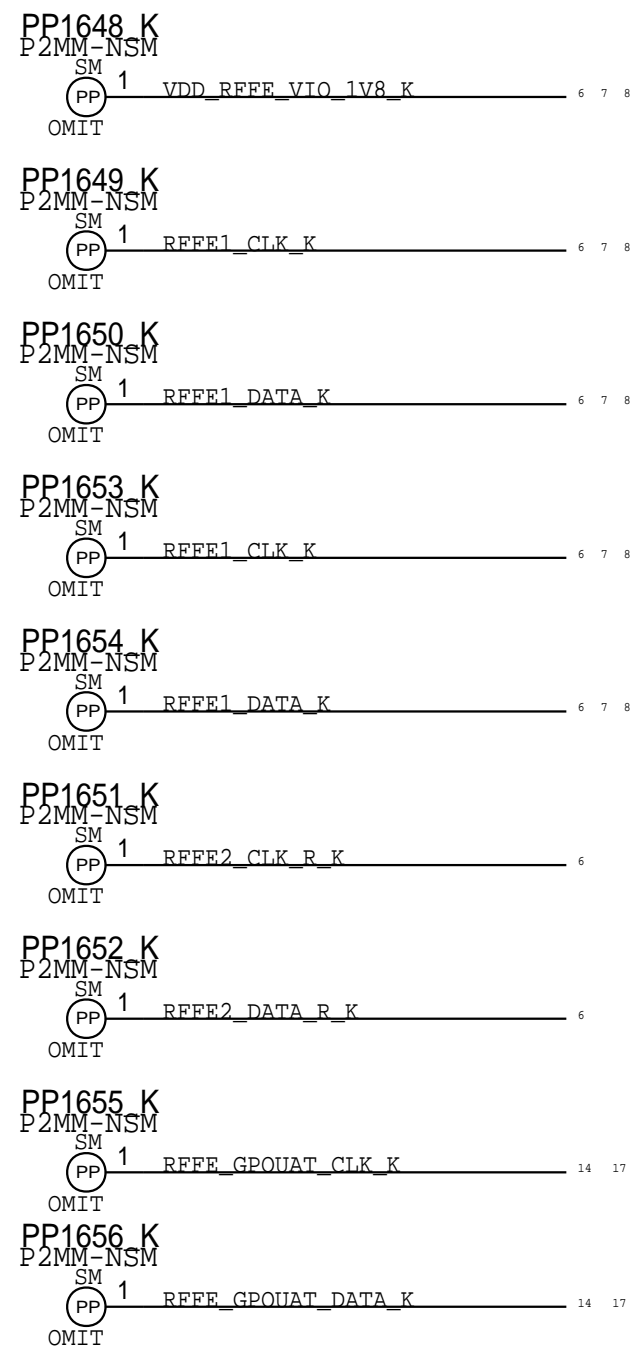 PP1648_K
P2MM-NSM
SM
PP 1 VDD_RFFE_VIO_1V8_K 6 7 8
OMIT
PP1649_K
P2MM-NSM
SM
PP 1 RFFE1_CLK_K 6 7 8
OMIT
PP1650_K
P2MM-NSM
SM
PP 1 RFFE1_DATA_K 6 7 8
OMIT
PP1653_K
P2MM-NSM
SM
PP 1 RFFE1_CLK_K 6 7 8
OMIT
PP1654_K
P2MM-NSM
SM
PP 1 RFFE1_DATA_K 6 7 8
OMIT
PP1651_K
P2MM-NSM
SM
PP 1 RFFE2_CLK_R_K 6
OMIT
PP1652_K
P2MM-NSM
SM
PP 1 RFFE2_DATA_R_K 6
OMIT
PP1655_K
P2MM-NSM
SM
PP 1 RFFE_GPOUAT_CLK_K 14 17
OMIT
PP1656_K
P2MM-NSM
SM
PP 1 RFFE_GPOUAT_DATA_K 14 17
OMIT